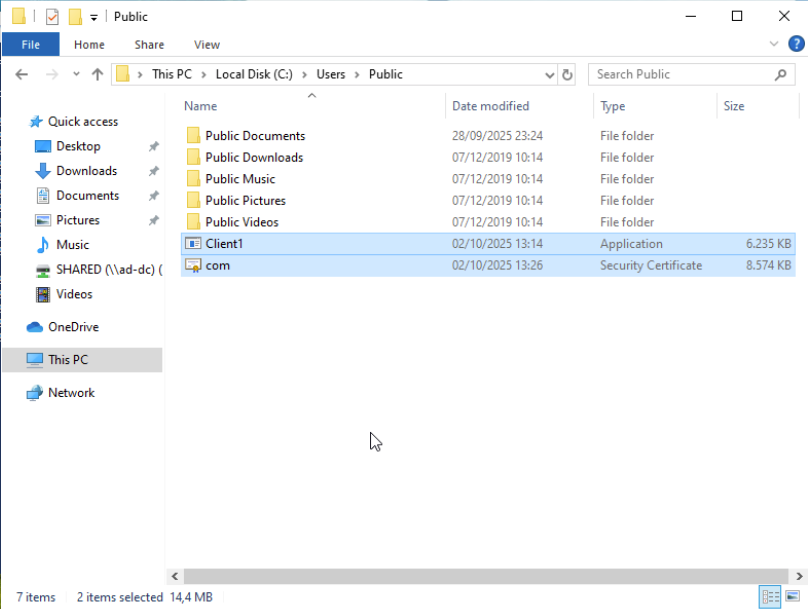 Public
File Home Share View
This PC Local Disk (C:) Users Public
Search Public
Name Date modified Type Size
Quick access
Desktop
Downloads
Documents
Pictures
Music
SHARED (\\ad-dc) (
Videos
OneDrive
This PC
Network
Public Documents 28/09/2025 23:24 File folder
Public Downloads 07/12/2019 10:14 File folder
Public Music 07/12/2019 10:14 File folder
Public Pictures 07/12/2019 10:14 File folder
Public Videos 07/12/2019 10:14 File folder
Client1 02/10/2025 13:14 Application 6.235 KB
com 02/10/2025 13:26 Security Certificate 8.574 KB
7 items 2 items selected 14,4 MB